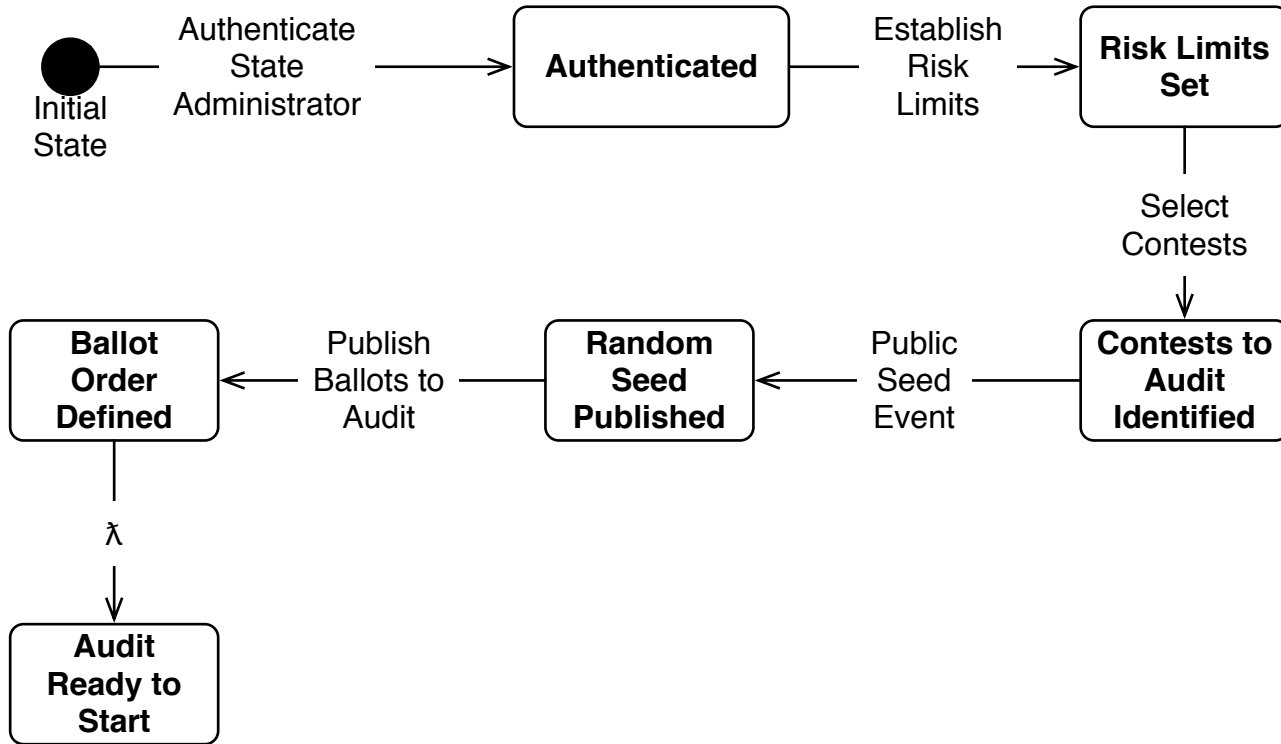 Initial
State
Authenticate
State
Administrator
Authenticated
Establish
Risk
Limits
Risk Limits
Set
Select
Contests
Contests to
Audit
Identified
Public
Seed
Event
Random
Seed
Published
Publish
Ballots to
Audit
Ballot
Order
Defined
ƛ
Audit
Ready to
Start